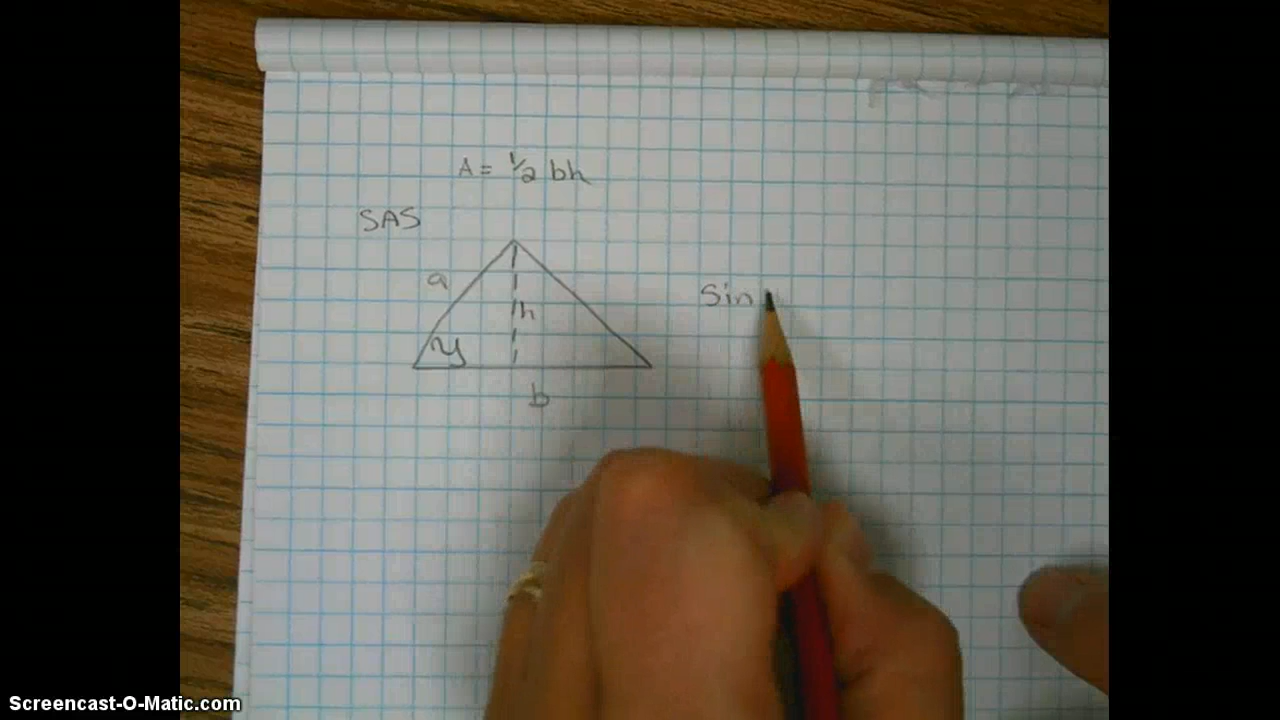 A = 1/2 bh
SAS
a
h
Sin
y
b
Screencast-O-Matic.com